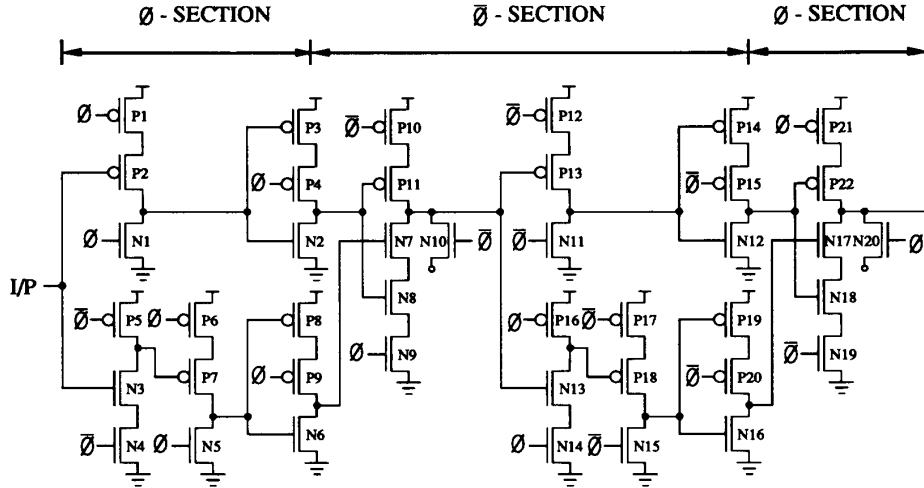 Ø - SECTION
Ø̅ - SECTION
Ø - SECTION
Ø P1
P2
Ø N1
I/P
P3
Ø P4
N2
Ø̅ P10
P11
N7
N10 Ø̅
N8
Ø N9
Ø̅ P12
P13
Ø̅ N11
P14
Ø̅ P15
N12
Ø P21
P22
N17
N20 Ø
N18
Ø̅ N19
Ø̅ P5
N3
Ø̅ N4
Ø P6
P7
Ø N5
P8
Ø P9
N6
Ø P16
N13
Ø N14
Ø̅ P17
P18
Ø̅ N15
P19
Ø̅ P20
N16